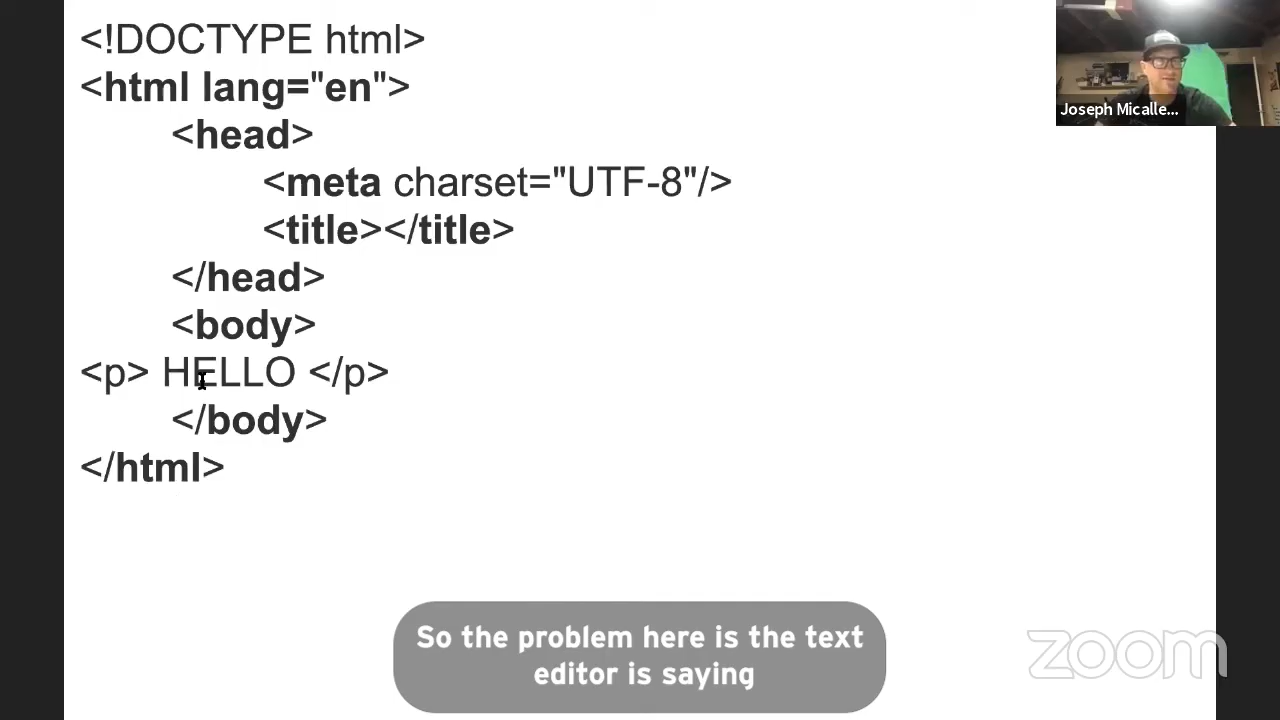 <!DOCTYPE html>
<html lang="en">
<head>
<meta charset="UTF-8"/>
<title></title>
</head>
<body>
<p> HELLO </p>
</body>
</html>
Joseph Micalle...
So the problem here is the text
editor is saying
zoom